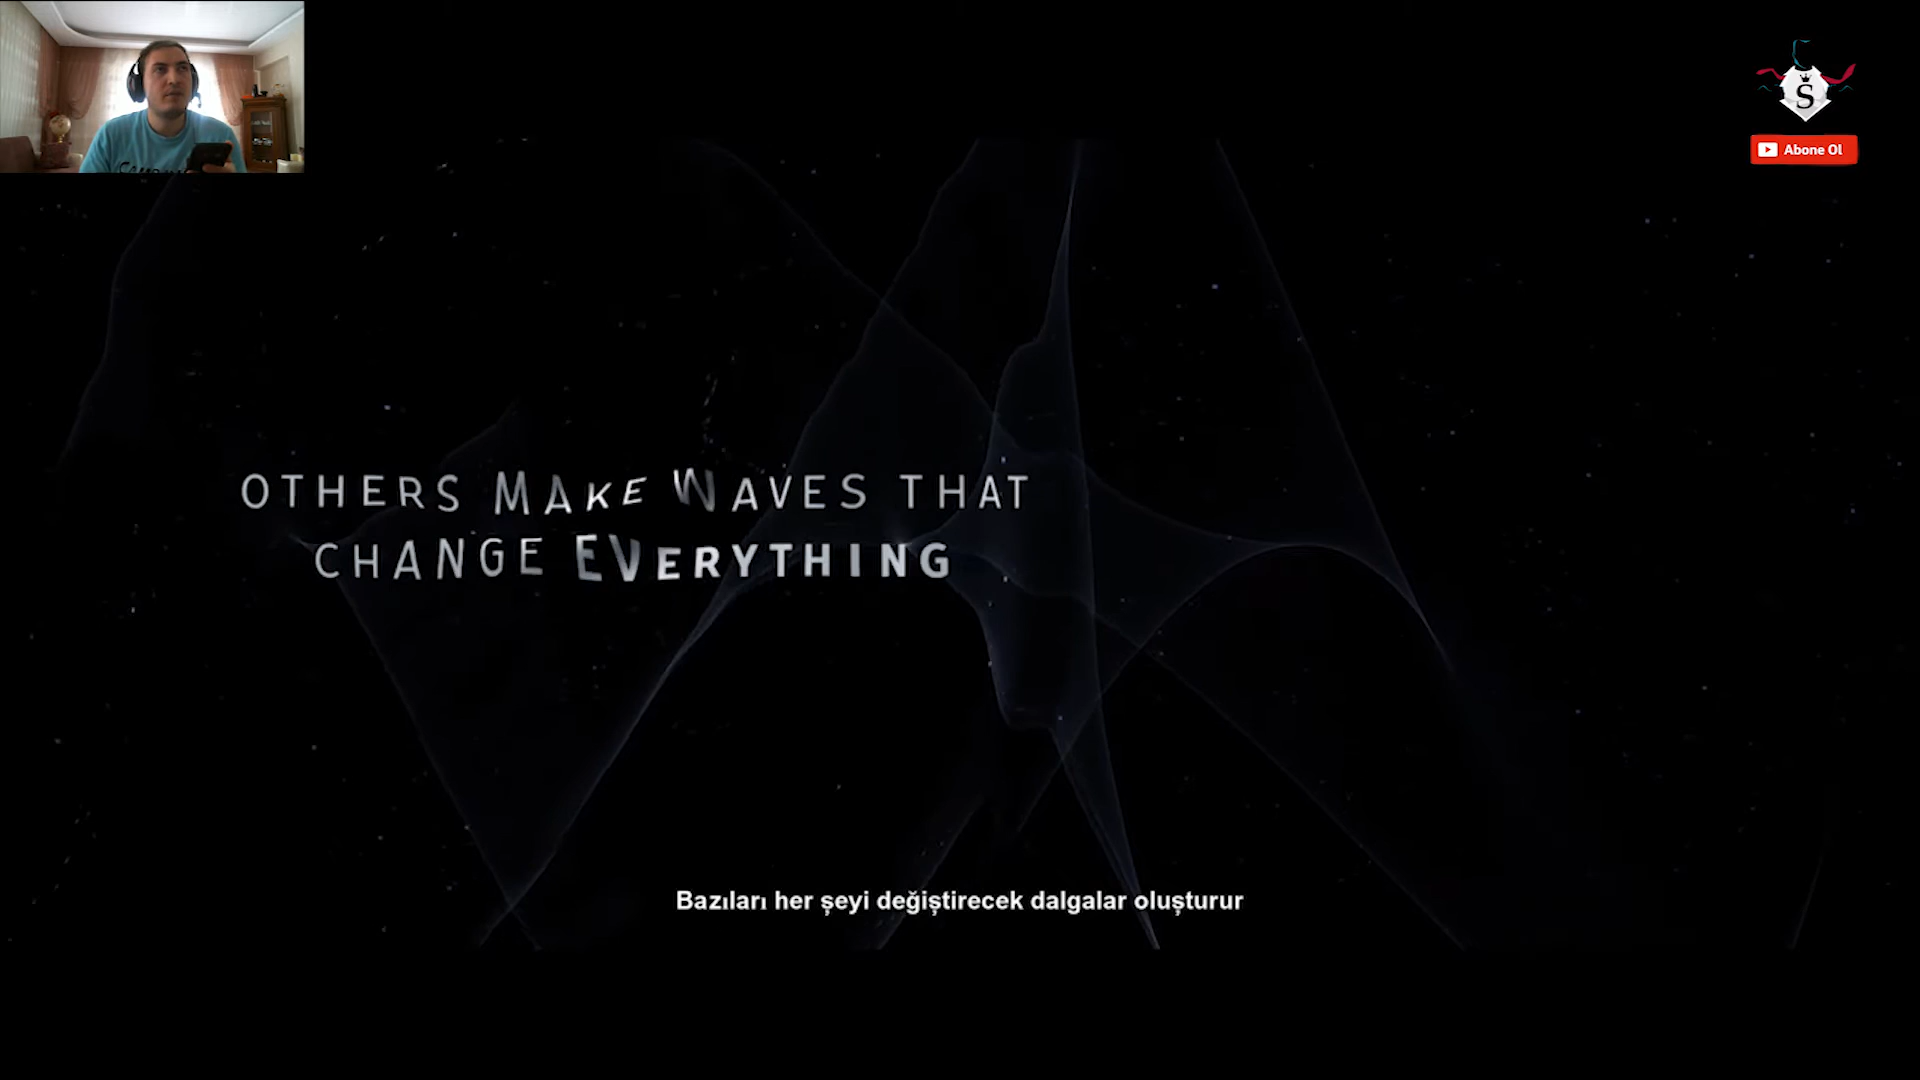 S
Abone Ol
OTHERS MAKE WAVES THAT
CHANGE EVERYTHING
Bazıları her şeyi değiştirecek dalgalar oluşturur